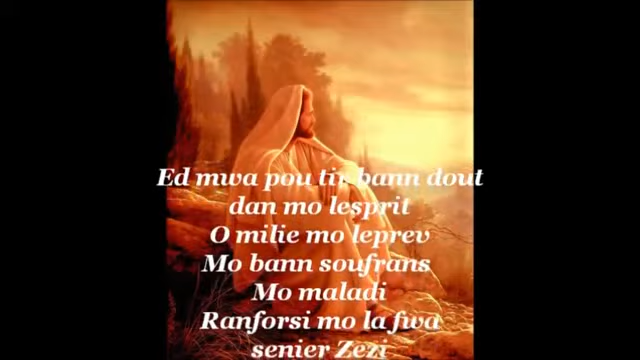 Ed mwa pou tir bann dout
dan mo lesprit
O milie mo leprev
Mo bann soufrans
Mo maladi
Ranforsi mo la fwa
senier Zezi